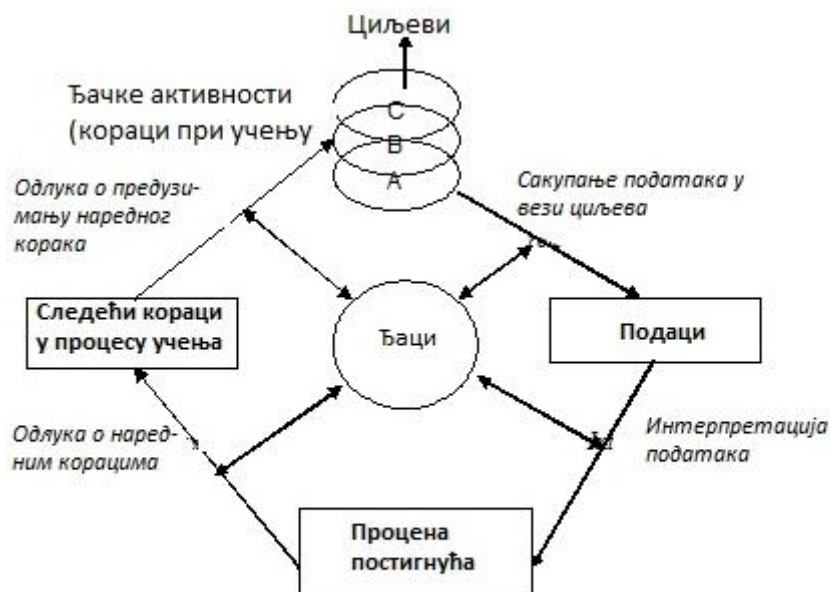 Циљеви
Ђачке активности
(кораци при учењу
C
B
A
Одлука о предузи-
мању наредног
корака
Сакупање података у
вези циљева
Следећи кораци
у процесу учења
Ђаци
Подаци
Одлука о наред-
ним корацима
Интерпретација
података
Процена
постигнућа